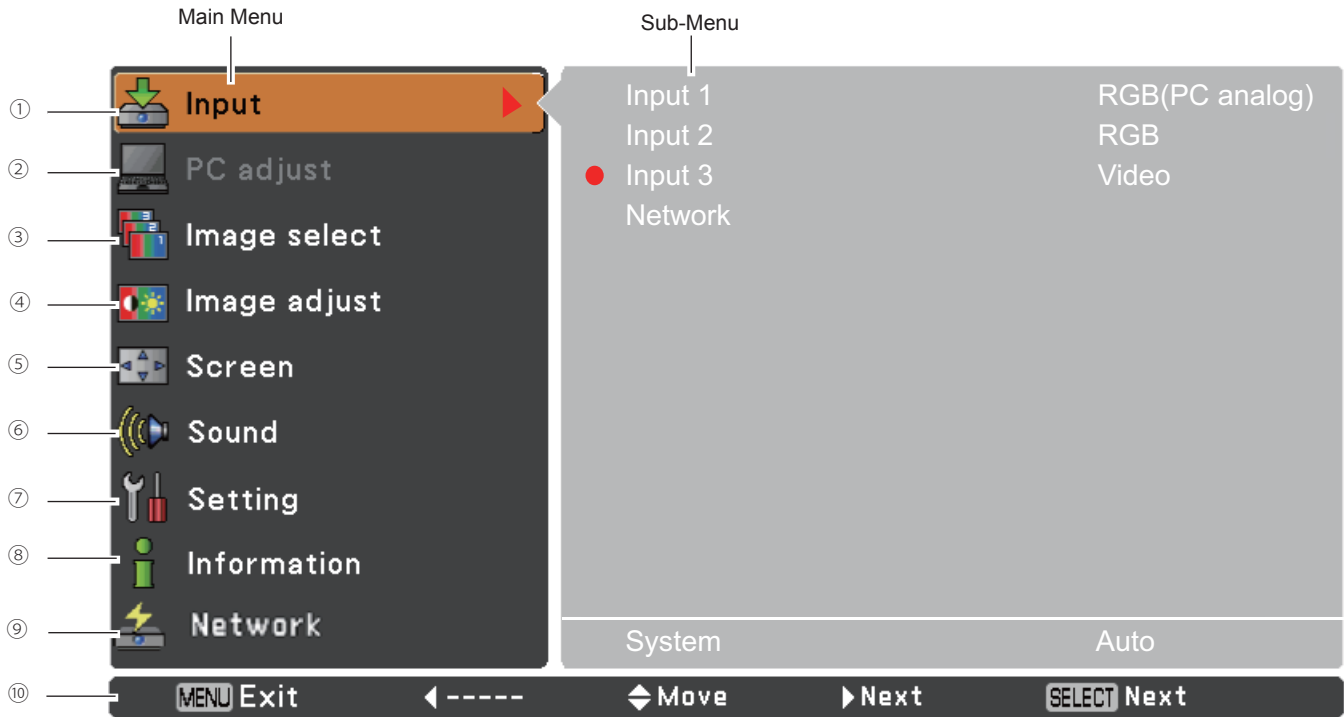 Main Menu
Sub-Menu
① Input
② PC adjust
③ Image select
④ Image adjust
⑤ Screen
⑥ Sound
⑦ Setting
⑧ Information
⑨ Network
Input 1 RGB(PC analog)
Input 2 RGB
Input 3 Video
Network
System Auto
⑩ MENU Exit ----- Move Next SELECT Next